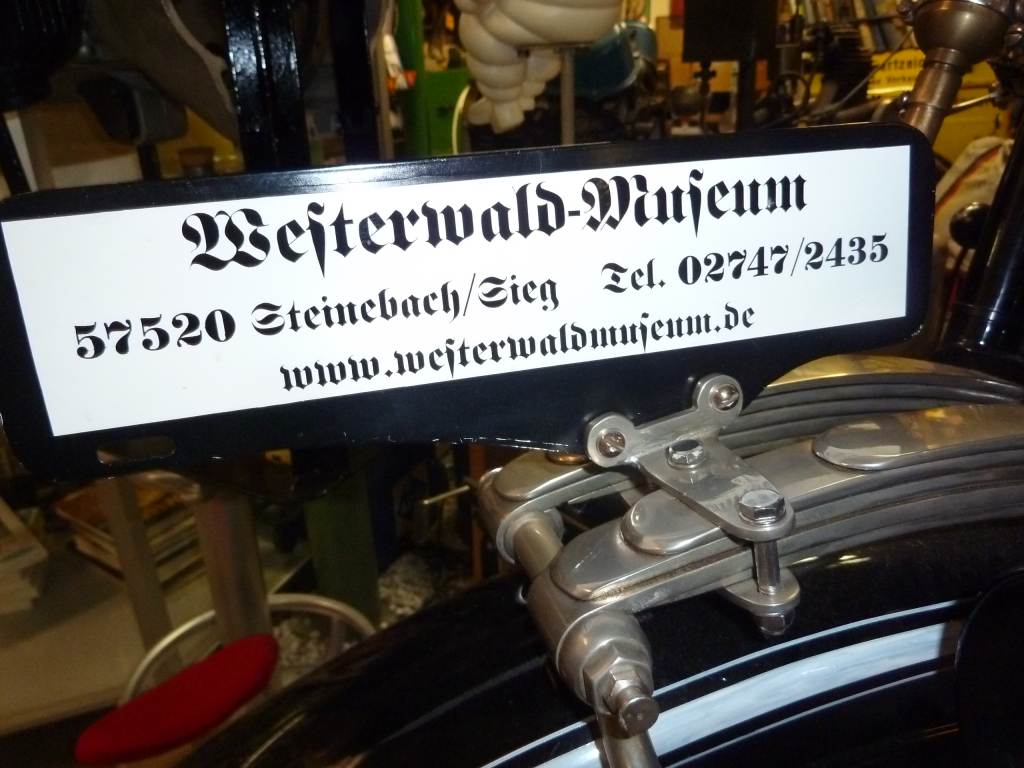 Weſterwald-Muſeum
57520 Steinebach/Sieg Tel. 02747/2435
www.weſterwaldmuſeum.de